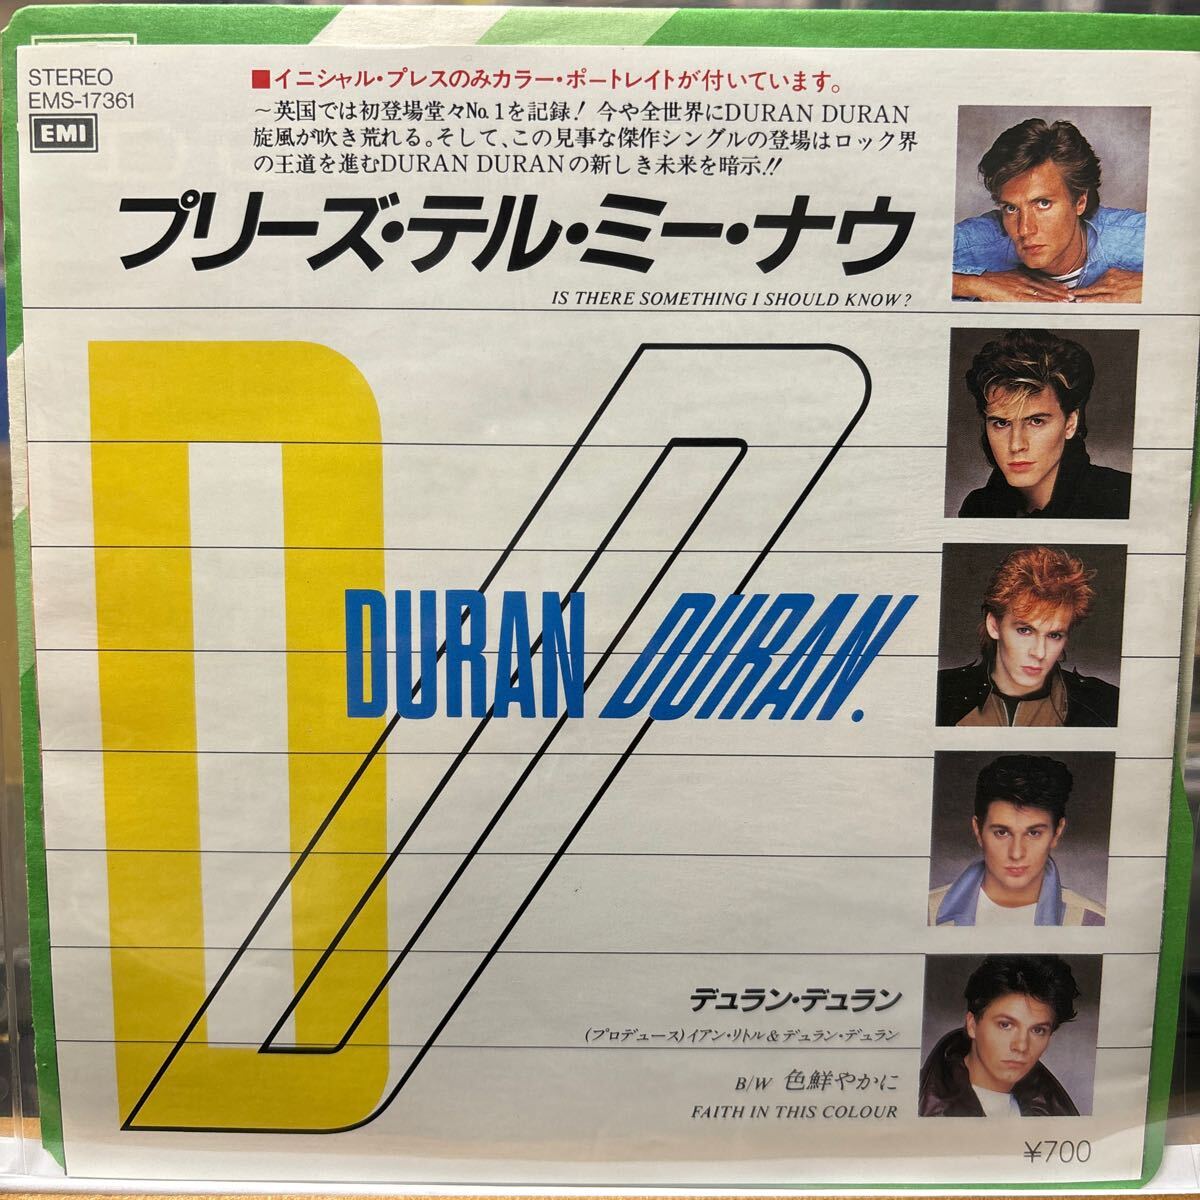 STEREO
EMS-17361
EMI
■イニシャル・プレスのみカラー・ポートレイトが付いています。
～英国では初登場堂々No.1を記録! 今や全世界にDURAN DURAN
旋風が吹き荒れる。そして、この見事な傑作シングルの登場はロック界
の王道を進むDURAN DURANの新しき未来を暗示!!
プリーズ・テル・ミー・ナウ
IS THERE SOMETHING I SHOULD KNOW?
DURAN DURAN.
デュラン・デュラン
(プロデュース)イアン・リトル&デュラン・デュラン
B/W 色鮮やかに
FAITH IN THIS COLOUR
¥700